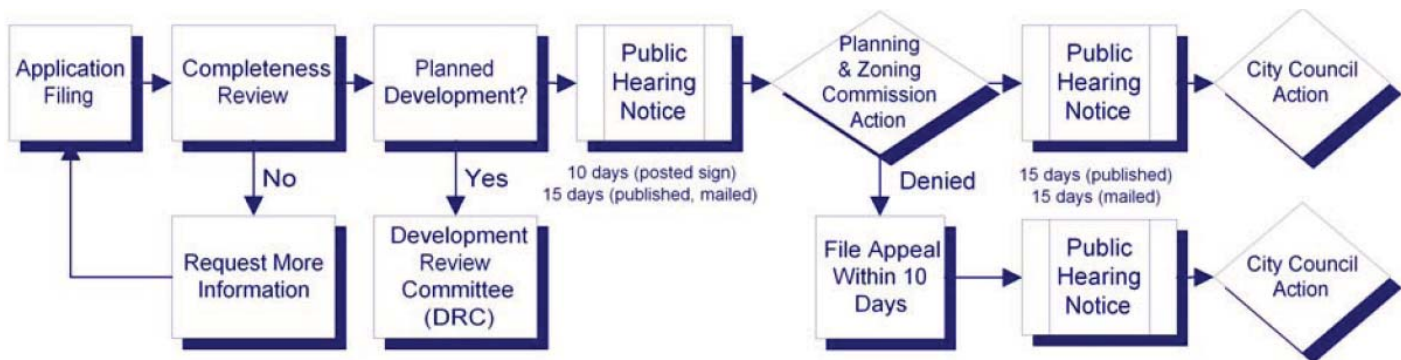 Application
Filing
Completeness
Review
Planned
Development?
Public
Hearing
Notice
Planning
& Zoning
Commission
Action
Public
Hearing
Notice
City Council
Action
10 days (posted sign)
15 days (published, mailed)
15 days (published)
15 days (mailed)
No
Yes
Denied
Request More
Information
Development
Review
Committee
(DRC)
File Appeal
Within 10
Days
Public
Hearing
Notice
City Council
Action